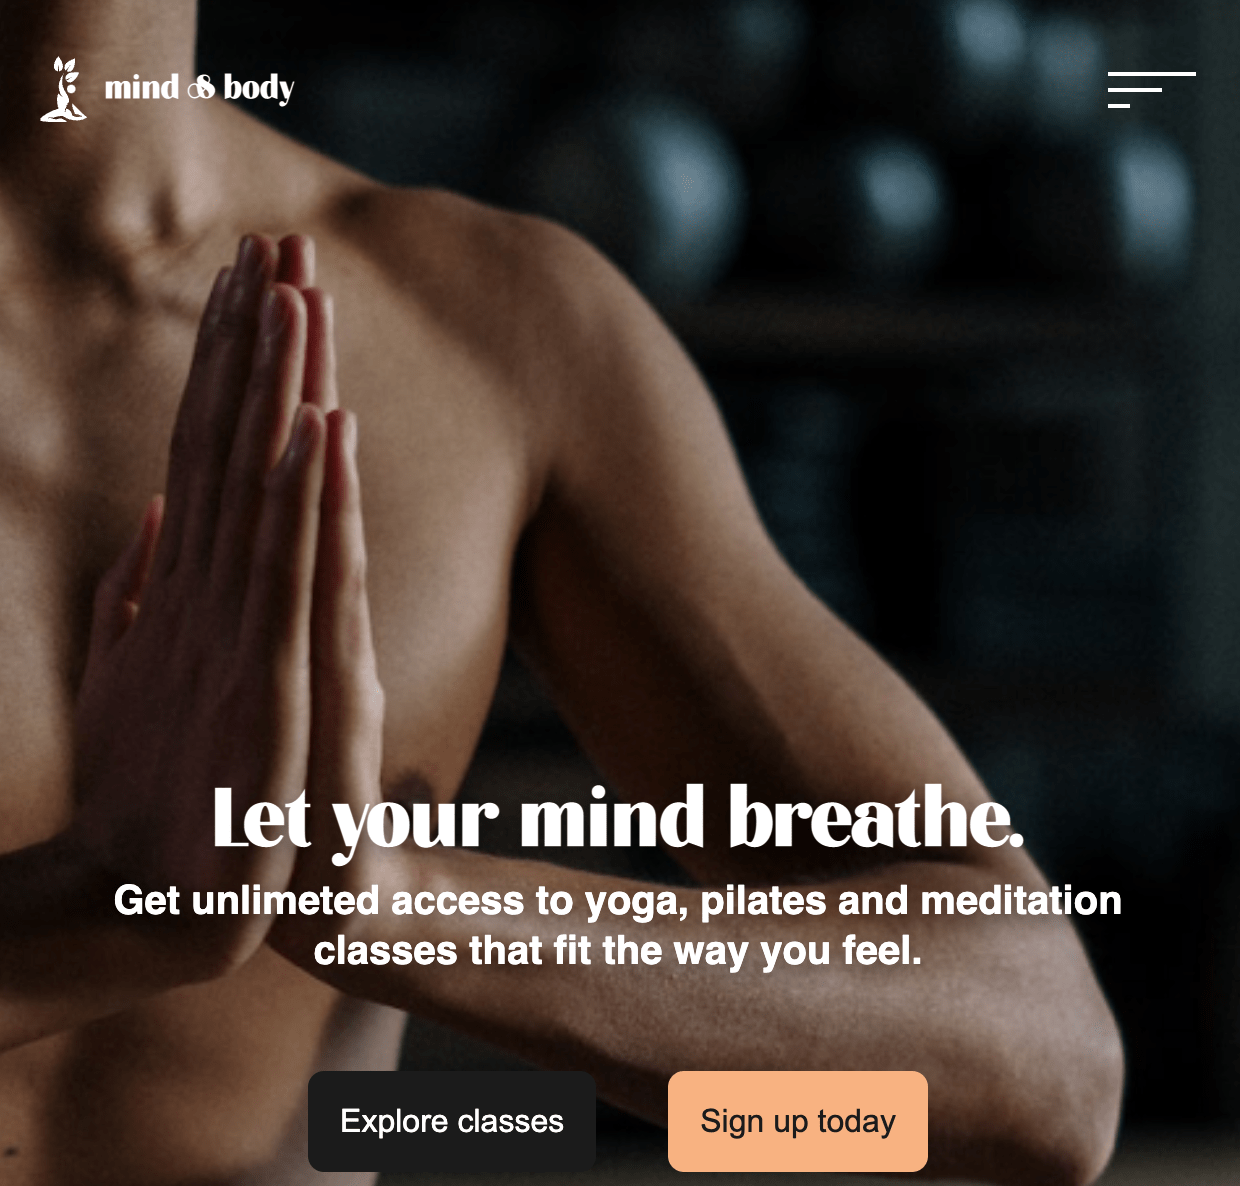 mind & body
Let your mind breathe.
Get unlimeted access to yoga, pilates and meditation
classes that fit the way you feel.
Explore classes
Sign up today